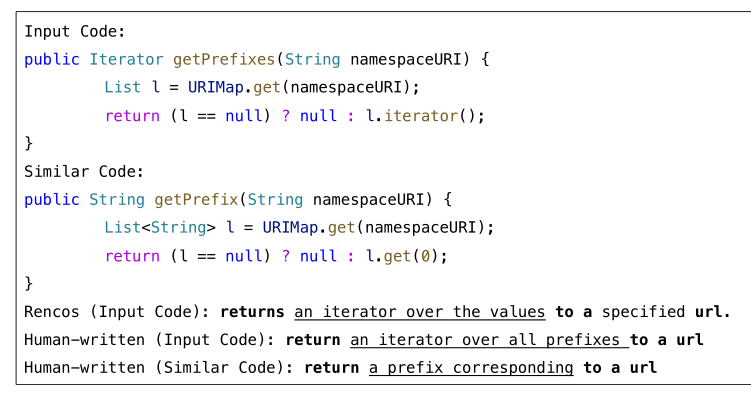 Input Code:
public Iterator getPrefixes(String namespaceURI) {
List l = URIMap.get(namespaceURI);
return (l == null) ? null : l.iterator();
}
Similar Code:
public String getPrefix(String namespaceURI) {
List<String> l = URIMap.get(namespaceURI);
return (l == null) ? null : l.get(0);
}
Rencos (Input Code): returns an iterator over the values to a specified url.
Human-written (Input Code): return an iterator over all prefixes to a url
Human-written (Similar Code): return a prefix corresponding to a url